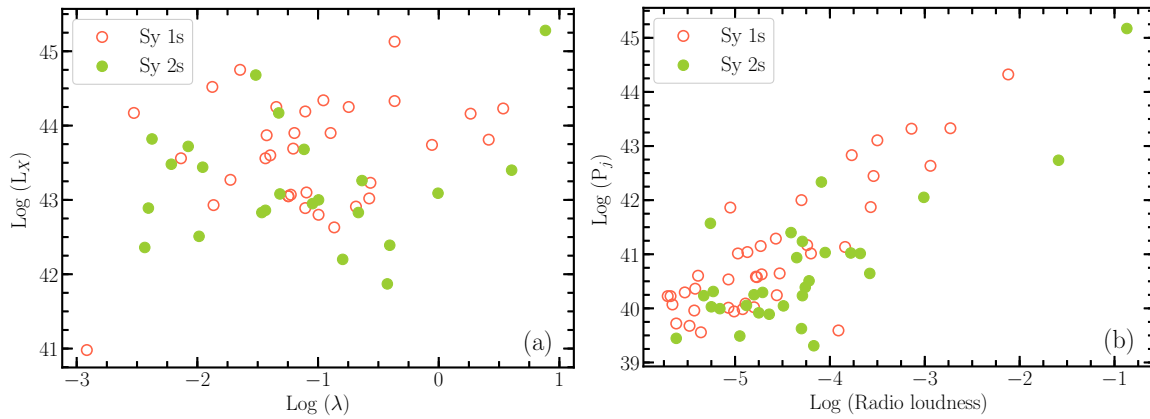 Sy 1s
Sy 2s
45
44
43
42
41
Log (L_X)
(a)
−3 −2 −1 0 1
Log (λ)
Sy 1s
Sy 2s
45
44
43
42
41
40
39
Log (P_j)
(b)
−5 −4 −3 −2 −1
Log (Radio loudness)